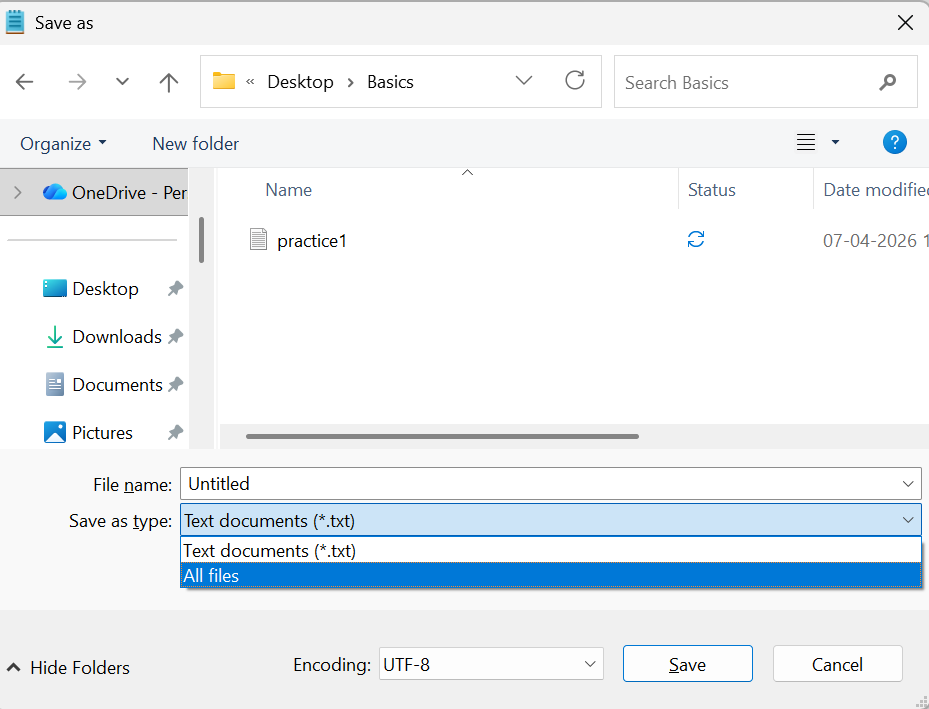 Save as
« Desktop > Basics
Search Basics
Organize
New folder
?
OneDrive - Per
Name
Status
Date modified
practice1
07-04-2026 1
Desktop
Downloads
Documents
Pictures
File name: Untitled
Save as type: Text documents (*.txt)
Text documents (*.txt)
All files
Hide Folders
Encoding: UTF-8
Save
Cancel